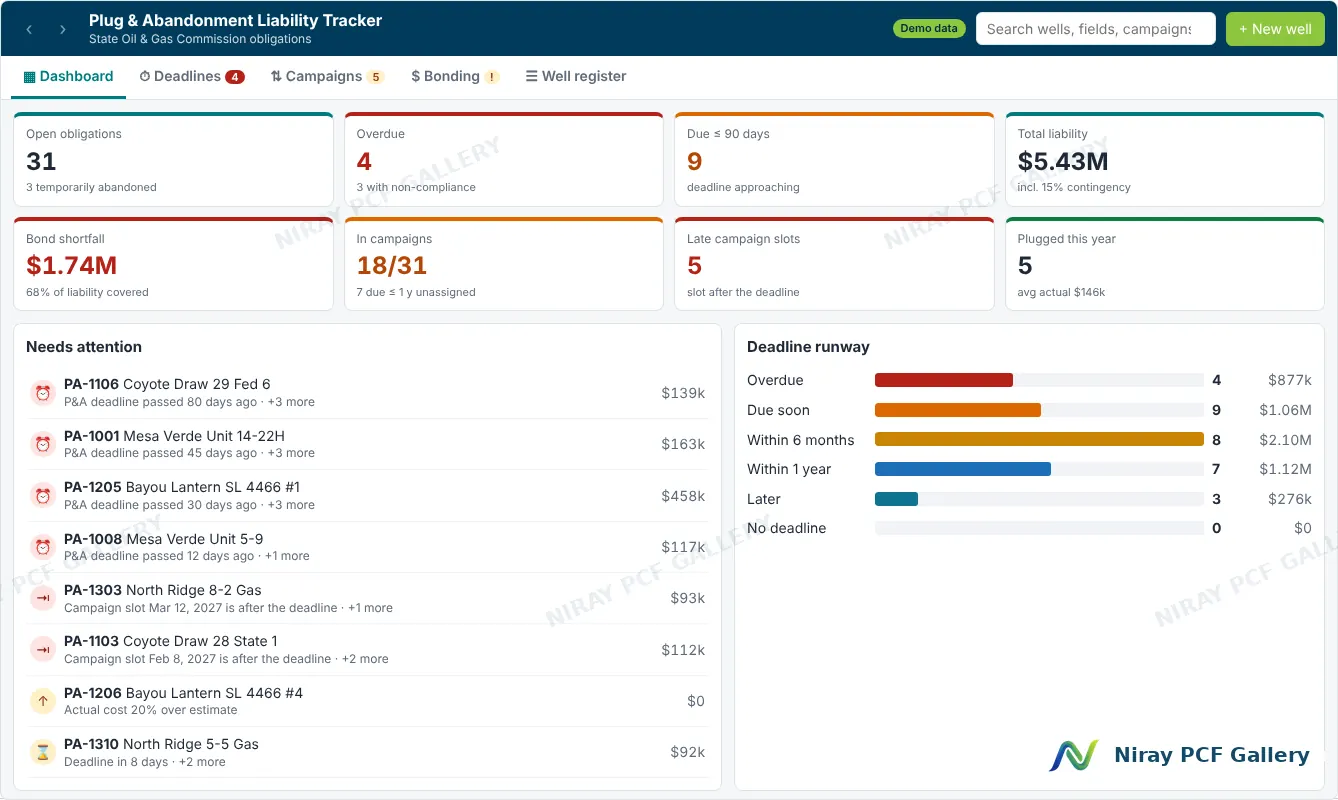 Plug & Abandonment Liability Tracker
State Oil & Gas Commission obligations
Demo data
Search wells, fields, campaigns
+ New well
Dashboard
Deadlines 4
Campaigns 5
$ Bonding !
Well register
Open obligations
31
3 temporarily abandoned
Overdue
4
3 with non-compliance
Due ≤ 90 days
9
deadline approaching
Total liability
$5.43M
incl. 15% contingency
Bond shortfall
$1.74M
68% of liability covered
In campaigns
18/31
7 due ≤ 1 y unassigned
Late campaign slots
5
slot after the deadline
Plugged this year
5
avg actual $146k
Needs attention
PA-1106 Coyote Draw 29 Fed 6
P&A deadline passed 80 days ago · +3 more
$139k
PA-1001 Mesa Verde Unit 14-22H
P&A deadline passed 45 days ago · +3 more
$163k
PA-1205 Bayou Lantern SL 4466 #1
P&A deadline passed 30 days ago · +3 more
$458k
PA-1008 Mesa Verde Unit 5-9
P&A deadline passed 12 days ago · +1 more
$117k
PA-1303 North Ridge 8-2 Gas
Campaign slot Mar 12, 2027 is after the deadline · +1 more
$93k
PA-1103 Coyote Draw 28 State 1
Campaign slot Feb 8, 2027 is after the deadline · +2 more
$112k
PA-1206 Bayou Lantern SL 4466 #4
Actual cost 20% over estimate
$0
PA-1310 North Ridge 5-5 Gas
Deadline in 8 days · +2 more
$92k
Deadline runway
Overdue 4 $877k
Due soon 9 $1.06M
Within 6 months 8 $2.10M
Within 1 year 7 $1.12M
Later 3 $276k
No deadline 0 $0
NIRAY PCF GALLERY
NIRAY PCF GALLERY
NIRAY PCF GALLERY
NIRAY PCF GALLERY
NIRAY PCF GALLERY
Niray PCF Gallery